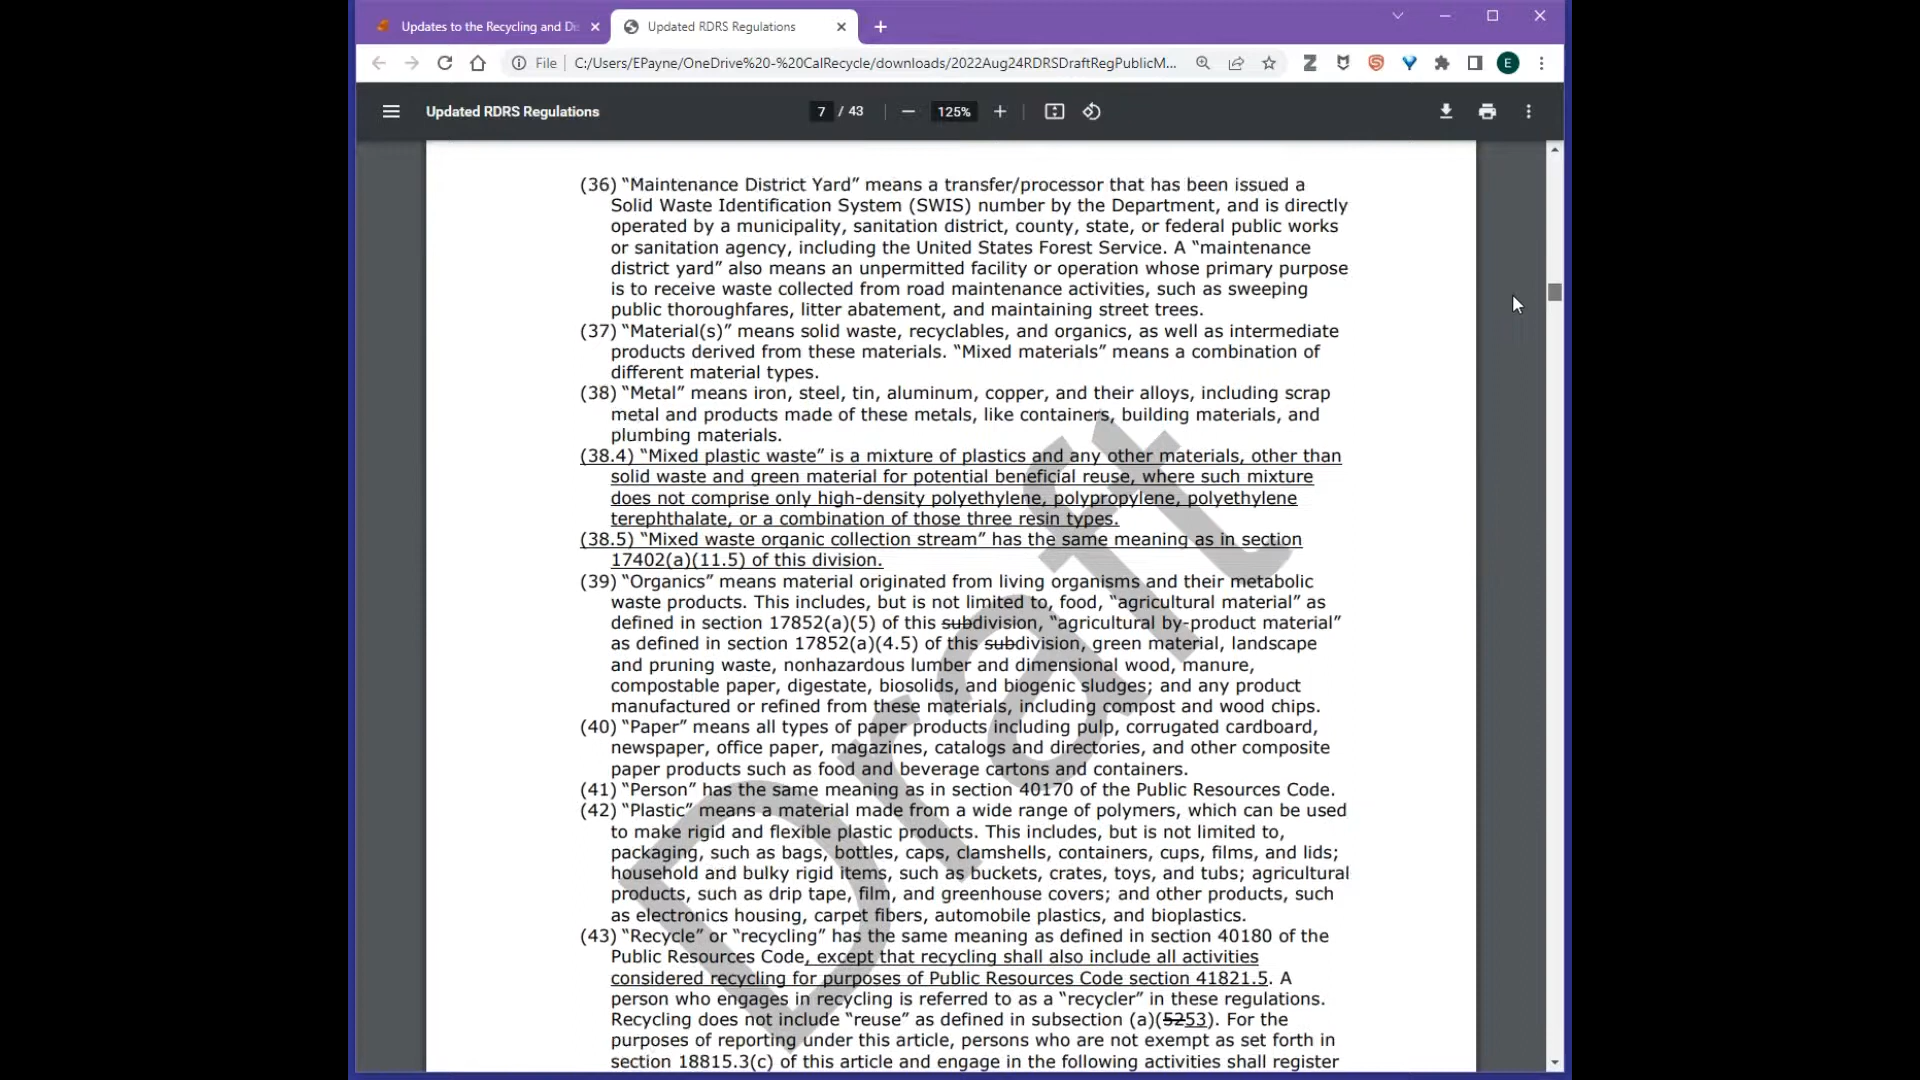 Updates to the Recycling and Di
Updated RDRS Regulations
File
C:/Users/EPayne/OneDrive%20-%20CalRecycle/downloads/2022Aug24RDRSDraftRegPublicM...
E
Updated RDRS Regulations
7 / 43
125%
(36) “Maintenance District Yard” means a transfer/processor that has been issued a
Solid Waste Identification System (SWIS) number by the Department, and is directly
operated by a municipality, sanitation district, county, state, or federal public works
or sanitation agency, including the United States Forest Service. A “maintenance
district yard” also means an unpermitted facility or operation whose primary purpose
is to receive waste collected from road maintenance activities, such as sweeping
public thoroughfares, litter abatement, and maintaining street trees.
(37) “Material(s)” means solid waste, recyclables, and organics, as well as intermediate
products derived from these materials. “Mixed materials” means a combination of
different material types.
(38) “Metal” means iron, steel, tin, aluminum, copper, and their alloys, including scrap
metal and products made of these metals, like containers, building materials, and
plumbing materials.
(38.4) “Mixed plastic waste” is a mixture of plastics and any other materials, other than
solid waste and green material for potential beneficial reuse, where such mixture
does not comprise only high-density polyethylene, polypropylene, polyethylene
terephthalate, or a combination of those three resin types.
(38.5) “Mixed waste organic collection stream” has the same meaning as in section
17402(a)(11.5) of this division.
(39) “Organics” means material originated from living organisms and their metabolic
waste products. This includes, but is not limited to, food, “agricultural material” as
defined in section 17852(a)(5) of this subdivision, “agricultural by-product material”
as defined in section 17852(a)(4.5) of this subdivision, green material, landscape
and pruning waste, nonhazardous lumber and dimensional wood, manure,
compostable paper, digestate, biosolids, and biogenic sludges; and any product
manufactured or refined from these materials, including compost and wood chips.
(40) “Paper” means all types of paper products including pulp, corrugated cardboard,
newspaper, office paper, magazines, catalogs and directories, and other composite
paper products such as food and beverage cartons and containers.
(41) “Person” has the same meaning as in section 40170 of the Public Resources Code.
(42) “Plastic” means a material made from a wide range of polymers, which can be used
to make rigid and flexible plastic products. This includes, but is not limited to,
packaging, such as bags, bottles, caps, clamshells, containers, cups, films, and lids;
household and bulky rigid items, such as buckets, crates, toys, and tubs; agricultural
products, such as drip tape, film, and greenhouse covers; and other products, such
as electronics housing, carpet fibers, automobile plastics, and bioplastics.
(43) “Recycle” or “recycling” has the same meaning as defined in section 40180 of the
Public Resources Code, except that recycling shall also include all activities
considered recycling for purposes of Public Resources Code section 41821.5. A
person who engages in recycling is referred to as a “recycler” in these regulations.
Recycling does not include “reuse” as defined in subsection (a)(5253). For the
purposes of reporting under this article, persons who are not exempt as set forth in
section 18815.3(c) of this article and engage in the following activities shall register
Draft